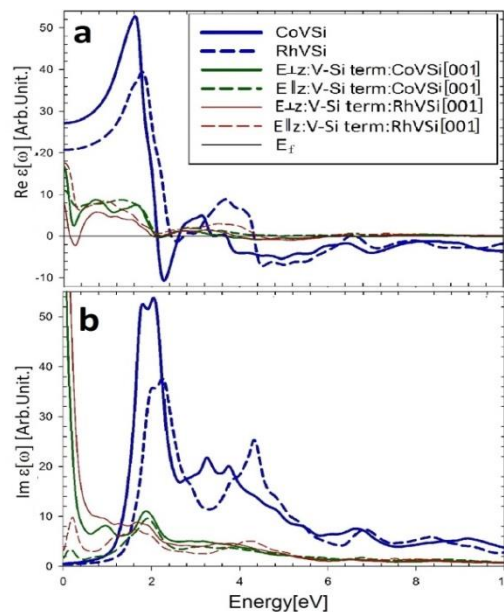 a
CoVSi
RhVSi
E⊥z:V-Si term:CoVSi[001]
E∥z:V-Si term:CoVSi[001]
E⊥z:V-Si term:RhVSi[001]
E∥z:V-Si term:RhVSi[001]
E_f
Re ε[ω] [Arb.Unit.]
50
40
30
20
10
0
-10
b
Im ε[ω] [Arb.Unit.]
50
40
30
20
10
0
0 2 4 6 8
Energy[eV]